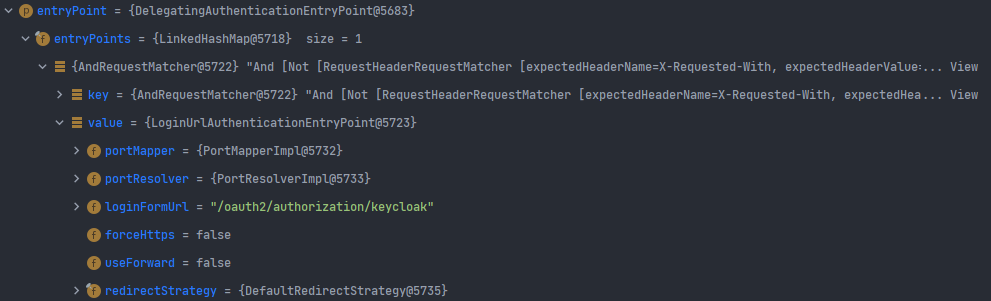 p entryPoint = {DelegatingAuthenticationEntryPoint@5683}
f entryPoints = {LinkedHashMap@5718} size = 1
{AndRequestMatcher@5722} "And [Not [RequestHeaderRequestMatcher [expectedHeaderName=X-Requested-With, expectedHeaderValue:... View
key = {AndRequestMatcher@5722} "And [Not [RequestHeaderRequestMatcher [expectedHeaderName=X-Requested-With, expectedHea... View
value = {LoginUrlAuthenticationEntryPoint@5723}
f portMapper = {PortMapperImpl@5732}
f portResolver = {PortResolverImpl@5733}
f loginFormUrl = "/oauth2/authorization/keycloak"
f forceHttps = false
f useForward = false
f redirectStrategy = {DefaultRedirectStrategy@5735}